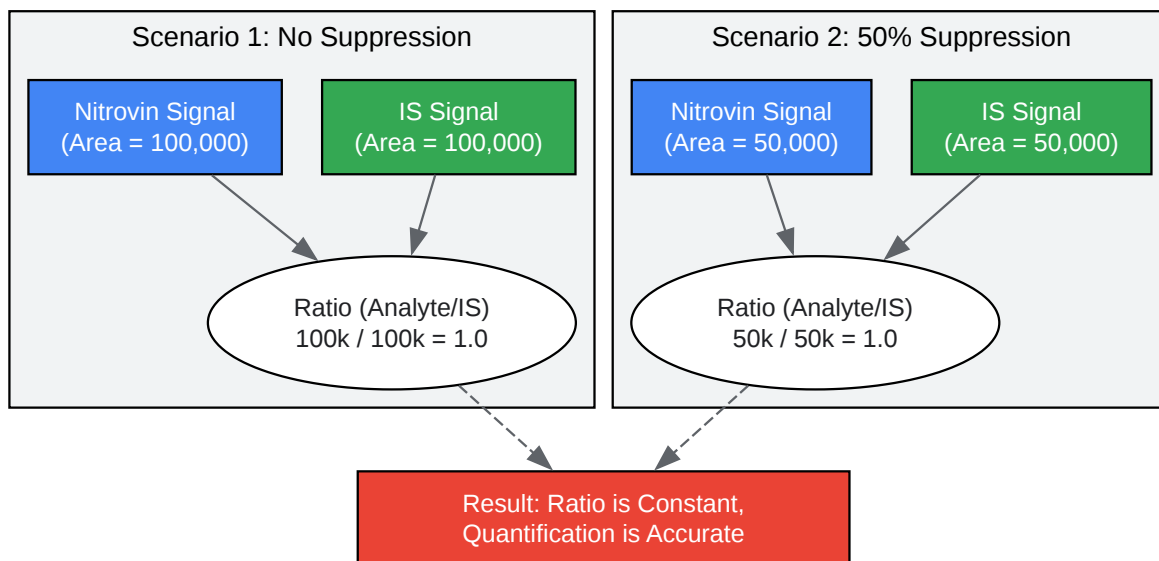 Scenario 1: No Suppression
Nitrovin Signal
(Area = 100,000)
IS Signal
(Area = 100,000)
Ratio (Analyte/IS)
100k / 100k = 1.0
Scenario 2: 50% Suppression
Nitrovin Signal
(Area = 50,000)
IS Signal
(Area = 50,000)
Ratio (Analyte/IS)
50k / 50k = 1.0
Result: Ratio is Constant,
Quantification is Accurate